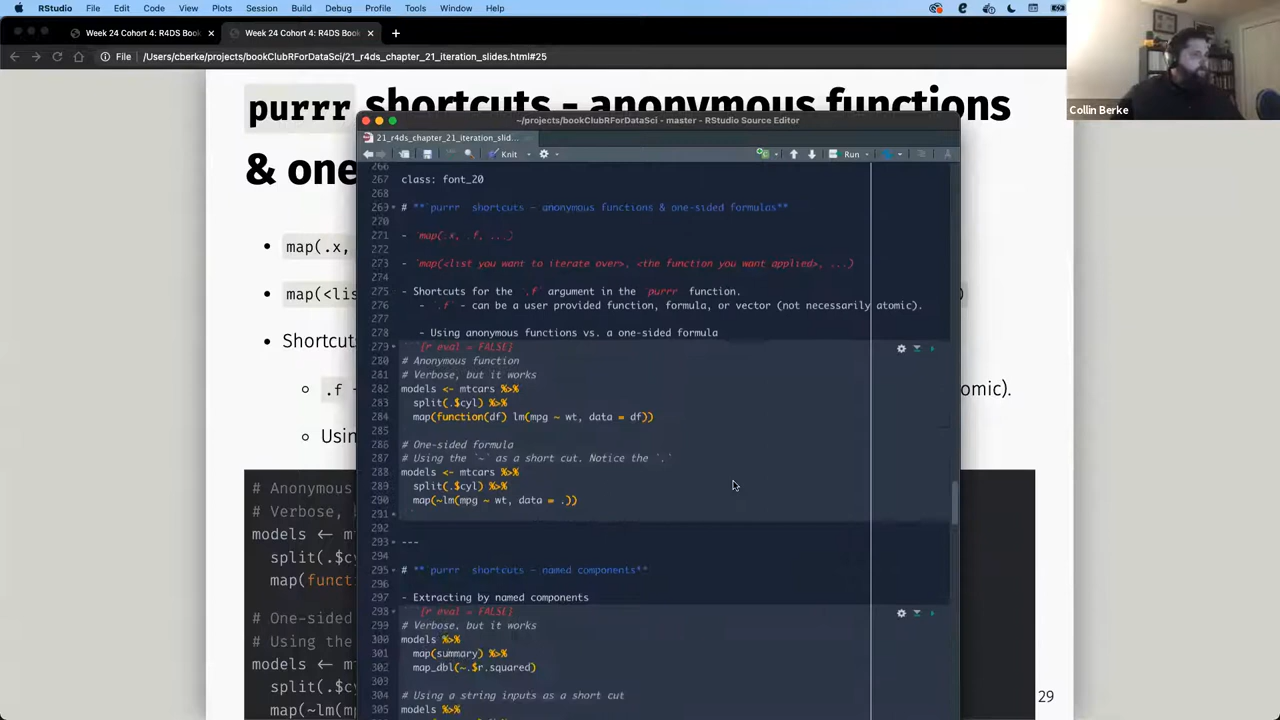 RStudio File Edit Code View Plots Session Build Debug Profile Tools Window Help
Week 24 Cohort 4: R4DS Boo
Week 24 Cohort 4: R4DS Boo
File /Users/cberke/projects/bookClubRForDataSci/21_r4ds_chapter_21_iteration_slides.html#25
Collin Berke
purrr shortcuts - anonymous functions
& one
map(.x,
map(<lis
Shortcuts
.f
omic).
Usin
# Anonymous
# Verbose, bu
models ← mt
split(.$cy
map(funct
# One-sided
# Using the
models ← mt
split(.$cy
map(~lm(mp
29
~/projects/bookClubRForDataSci - master - RStudio Source Editor
21_r4ds_chapter_21_iteration_slid...
Knit Run
266
267 class: font_20
268
269 # **`purrr` shortcuts – anonymous functions & one-sided formulas**
270
271 - `map(.x, .f, ...)
272
273 - `map(<list you want to iterate over>, <the function you want applied>, ...)
274
275 - Shortcuts for the `.f` argument in the `purrr` function.
276 - `.f` - can be a user provided function, formula, or vector (not necessarily atomic).
277
278 - Using anonymous functions vs. a one-sided formula
279 {r eval = FALSE}
280 # Anonymous function
281 # Verbose, but it works
282 models <- mtcars %>%
283 split(.$cyl) %>%
284 map(function(df) lm(mpg ~ wt, data = df))
285
286 # One-sided formula
287 # Using the `~` as a short cut. Notice the `.`
288 models <- mtcars %>%
289 split(.$cyl) %>%
290 map(~lm(mpg ~ wt, data = .))
291
292
293 ---
294
295 # **`purrr` shortcuts – named components**
296
297 - Extracting by named components
298 {r eval = FALSE}
299 # Verbose, but it works
300 models %>%
301 map(summary) %>%
302 map_dbl(~.$r.squared)
303
304 # Using a string inputs as a short cut
305 models %>%